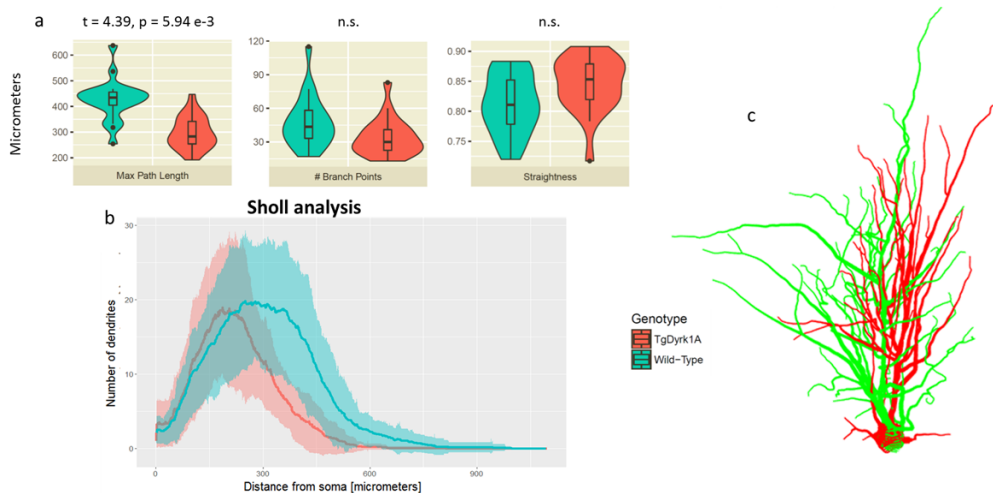 a
t = 4.39, p = 5.94 e-3
n.s.
n.s.
Micrometers
600
500
400
300
200
Max Path Length
120
90
60
30
# Branch Points
0.90
0.85
0.80
0.75
Straightness
c
b
Sholl analysis
Number of dendrites
30
20
10
0
0
300
600
900
Distance from soma [micrometers]
Genotype
TgDyrk1A
Wild-Type